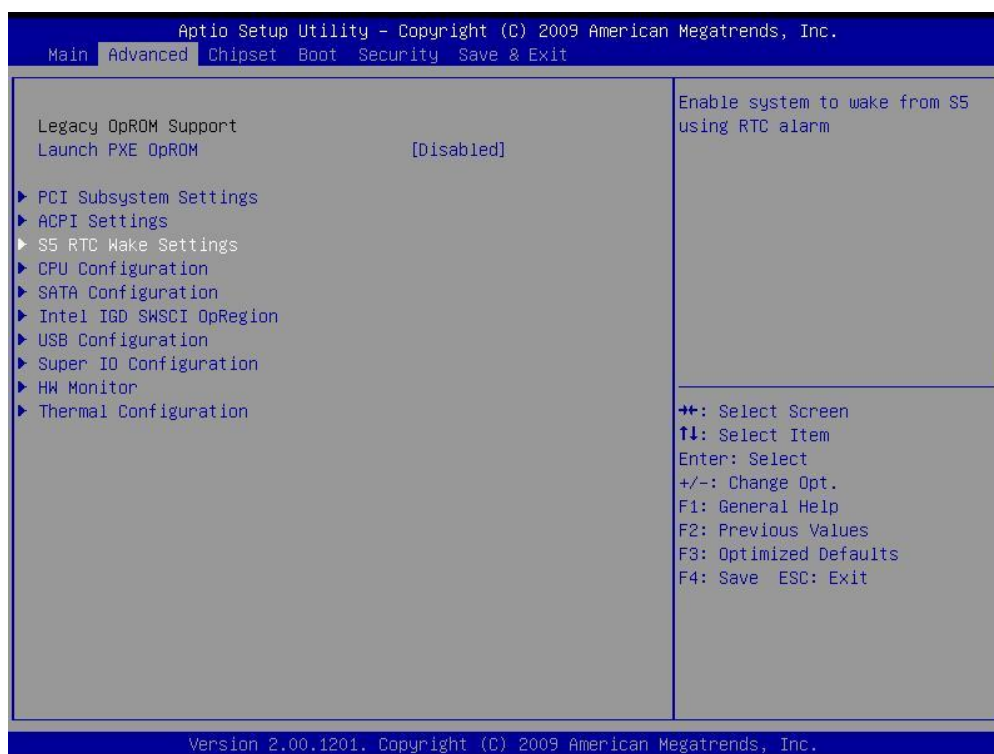 Aptio Setup Utility – Copyright (C) 2009 American Megatrends, Inc.
Main Advanced Chipset Boot Security Save & Exit
Legacy OpROM Support
Launch PXE OpROM [Disabled]
▶ PCI Subsystem Settings
▶ ACPI Settings
▶ S5 RTC Wake Settings
▶ CPU Configuration
▶ SATA Configuration
▶ Intel IGD SWSCI OpRegion
▶ USB Configuration
▶ Super IO Configuration
▶ HW Monitor
▶ Thermal Configuration
Enable system to wake from S5
using RTC alarm
→←: Select Screen
↑↓: Select Item
Enter: Select
+/-: Change Opt.
F1: General Help
F2: Previous Values
F3: Optimized Defaults
F4: Save ESC: Exit
Version 2.00.1201. Copyright (C) 2009 American Megatrends, Inc.